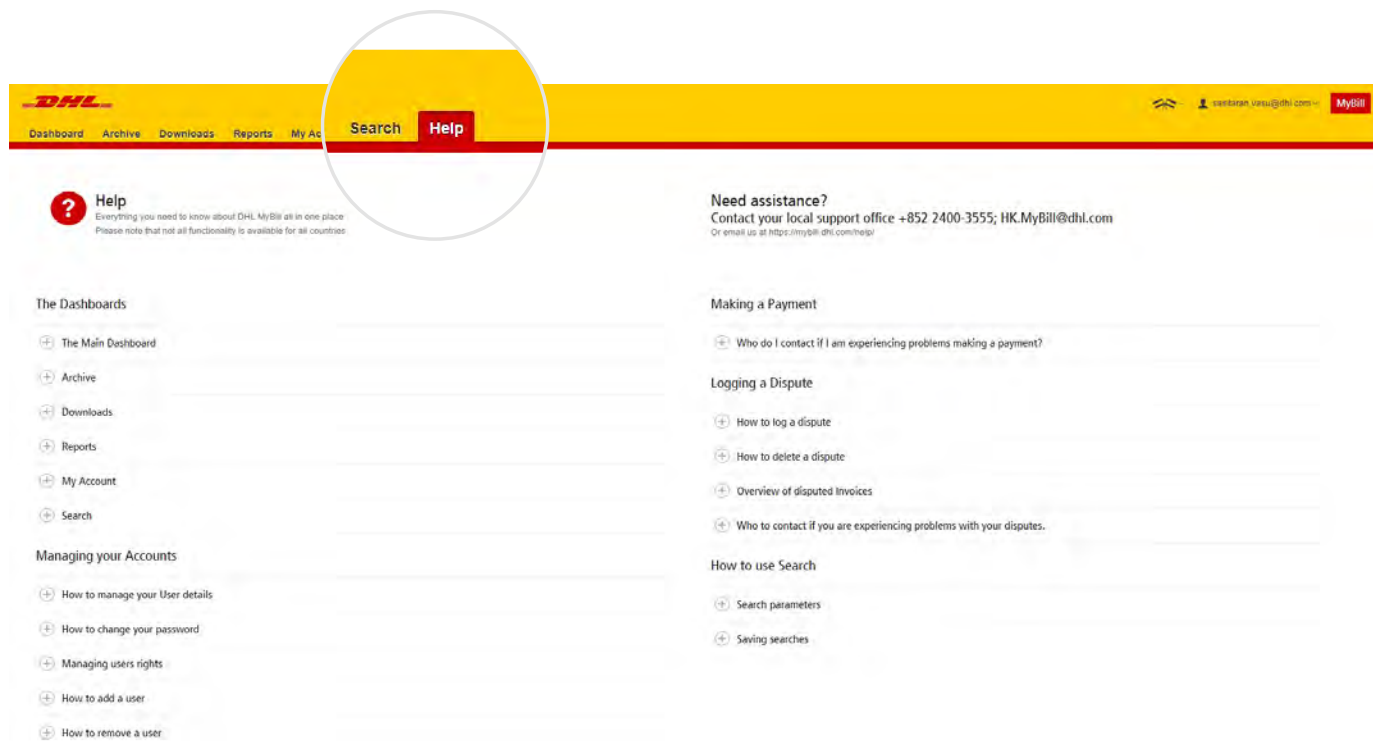 DHL
MyBill
Dashboard Archive Downloads Reports My Ac Search Help
Help
Everything you need to know about DHL MyBill all in one place
Please note that not all functionality is available for all countries
Need assistance?
Contact your local support office +852 2400-3555; HK.MyBill@dhl.com
Or email us at https://mybill.dhl.com/help/
The Dashboards
The Main Dashboard
Archive
Downloads
Reports
My Account
Search
Managing your Accounts
How to manage your User details
How to change your password
Managing users rights
How to add a user
How to remove a user
Making a Payment
Who do I contact if I am experiencing problems making a payment?
Logging a Dispute
How to log a dispute
How to delete a dispute
Overview of disputed Invoices
Who to contact if you are experiencing problems with your disputes.
How to use Search
Search parameters
Saving searches